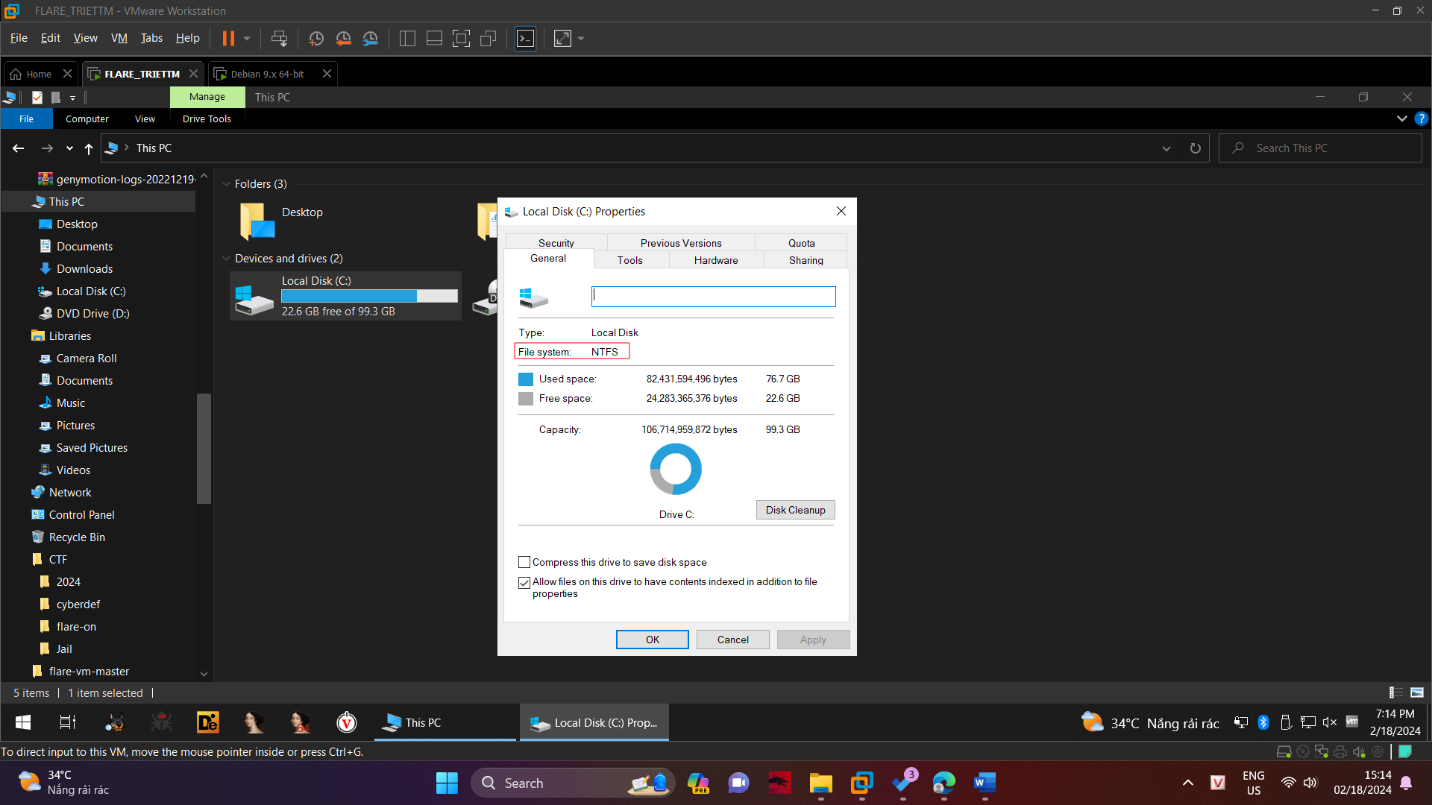 FLARE_TRIETTM - VMware Workstation
File Edit View VM Tabs Help
Home FLARE_TRIETTM Debian 9.x 64-bit
Manage This PC
File Computer View Drive Tools
This PC Search This PC
genymotion-logs-20221219-
This PC
Desktop
Documents
Downloads
Local Disk (C:)
DVD Drive (D:)
Libraries
Camera Roll
Documents
Music
Pictures
Saved Pictures
Videos
Network
Control Panel
Recycle Bin
CTF
2024
cyberdef
flare-on
Jail
flare-vm-master
Folders (3)
Desktop
Devices and drives (2)
Local Disk (C:)
22.6 GB free of 99.3 GB
Local Disk (C:) Properties
Security Previous Versions Quota
General Tools Hardware Sharing
Type: Local Disk
File system: NTFS
Used space: 82,431,594,496 bytes 76.7 GB
Free space: 24,283,365,376 bytes 22.6 GB
Capacity: 106,714,959,872 bytes 99.3 GB
Drive C: Disk Cleanup
Compress this drive to save disk space
Allow files on this drive to have contents indexed in addition to file
properties
OK Cancel Apply
5 items 1 item selected
This PC Local Disk (C:) Prop... 34°C Nắng rải rác 7:14 PM
2/18/2024
To direct input to this VM, move the mouse pointer inside or press Ctrl+G.
34°C
Nắng rải rác
Search
PRE
3
ENG
US
15:14
02/18/2024